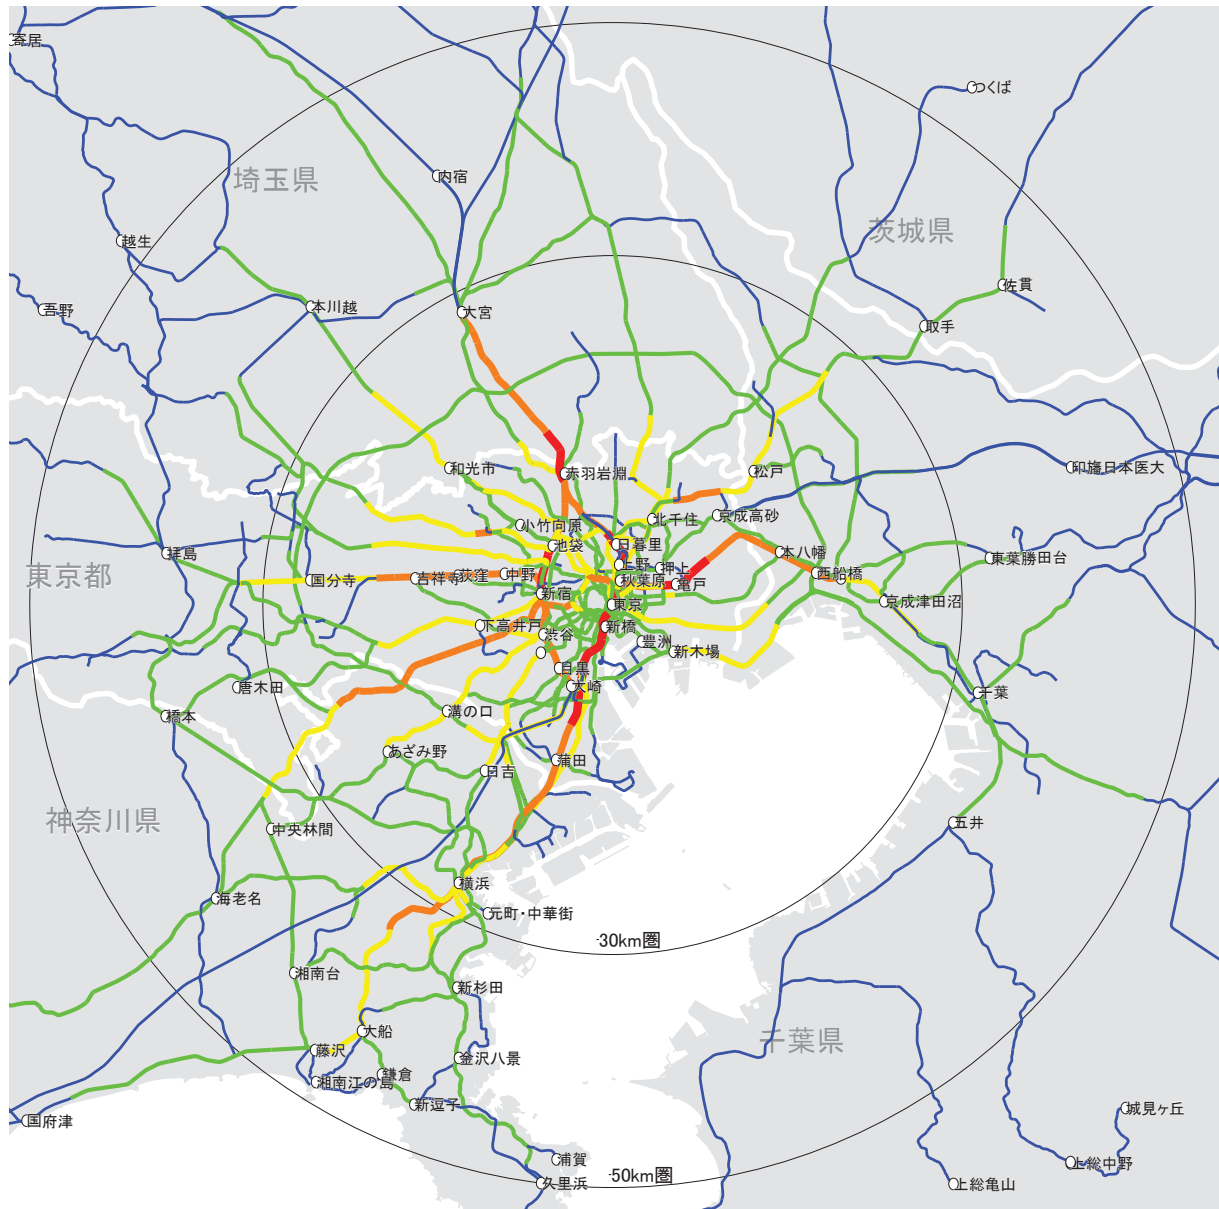 寄居
つくば
内宿
埼玉県
茨城県
越生
佐貫
吾野
本川越
大宮
取手
和光市
赤羽岩淵
松戸
印旛日本医大
小竹向原
北千住
京成高砂
池袋
日暮里
本八幡
拝島
上野
押上
東葉勝田台
東京都
国分寺
吉祥寺
荻窪
中野
秋葉原
亀戸
西船橋
新宿
東京
京成津田沼
下高井戸
渋谷
新橋
豊洲
新木場
目黒
唐木田
大崎
千葉
橋本
溝の口
あざみ野
蒲田
日吉
神奈川県
中央林間
五井
横浜
海老名
元町・中華街
30km圏
湘南台
新杉田
大船
千葉県
藤沢
金沢八景
鎌倉
湘南江の島
新逗子
城見ヶ丘
国府津
浦賀
上総中野
50km圏
久里浜
上総亀山